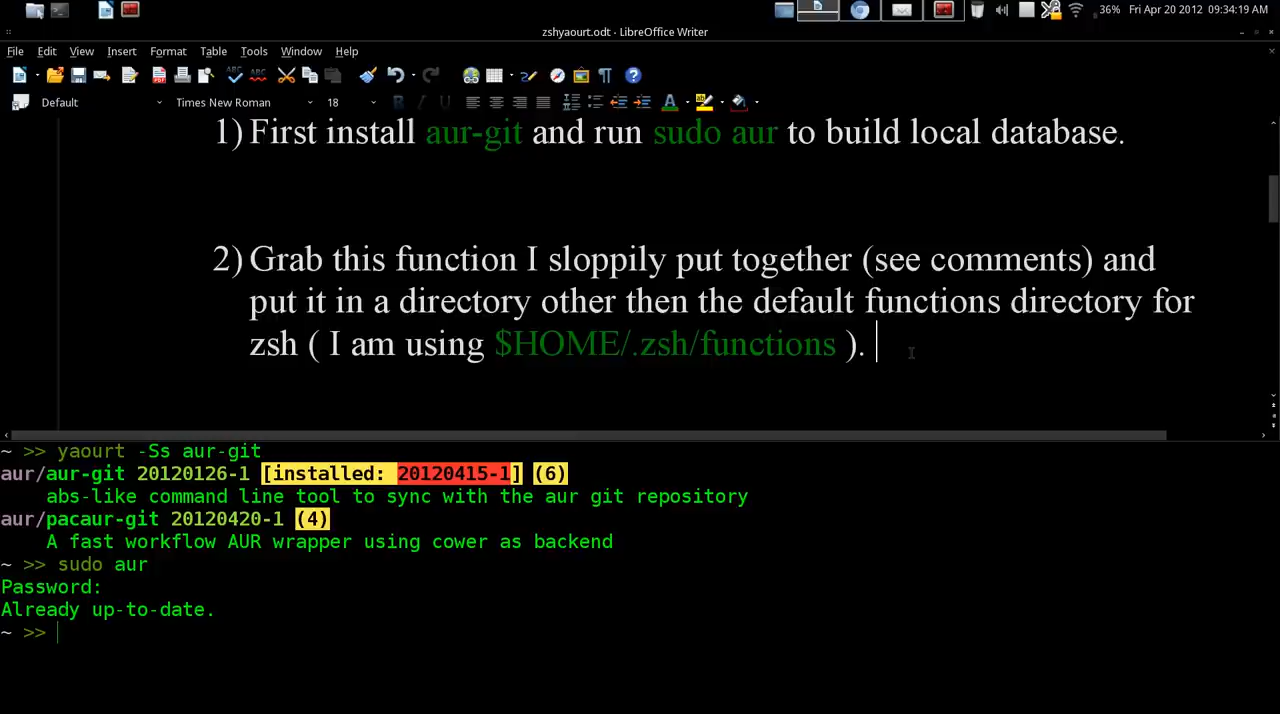 36% Fri Apr 20 2012 09:34:19 AM
zshyaourt.odt - LibreOffice Writer
File Edit View Insert Format Table Tools Window Help
Default Times New Roman 18
1) First install aur-git and run sudo aur to build local database.
2) Grab this function I sloppily put together (see comments) and
put it in a directory other then the default functions directory for
zsh ( I am using $HOME/.zsh/functions ).
~ >> yaourt -Ss aur-git
aur/aur-git 20120126-1 [installed: 20120415-1] (6)
abs-like command line tool to sync with the aur git repository
aur/pacaur-git 20120420-1 (4)
A fast workflow AUR wrapper using cower as backend
~ >> sudo aur
Password:
Already up-to-date.
~ >>